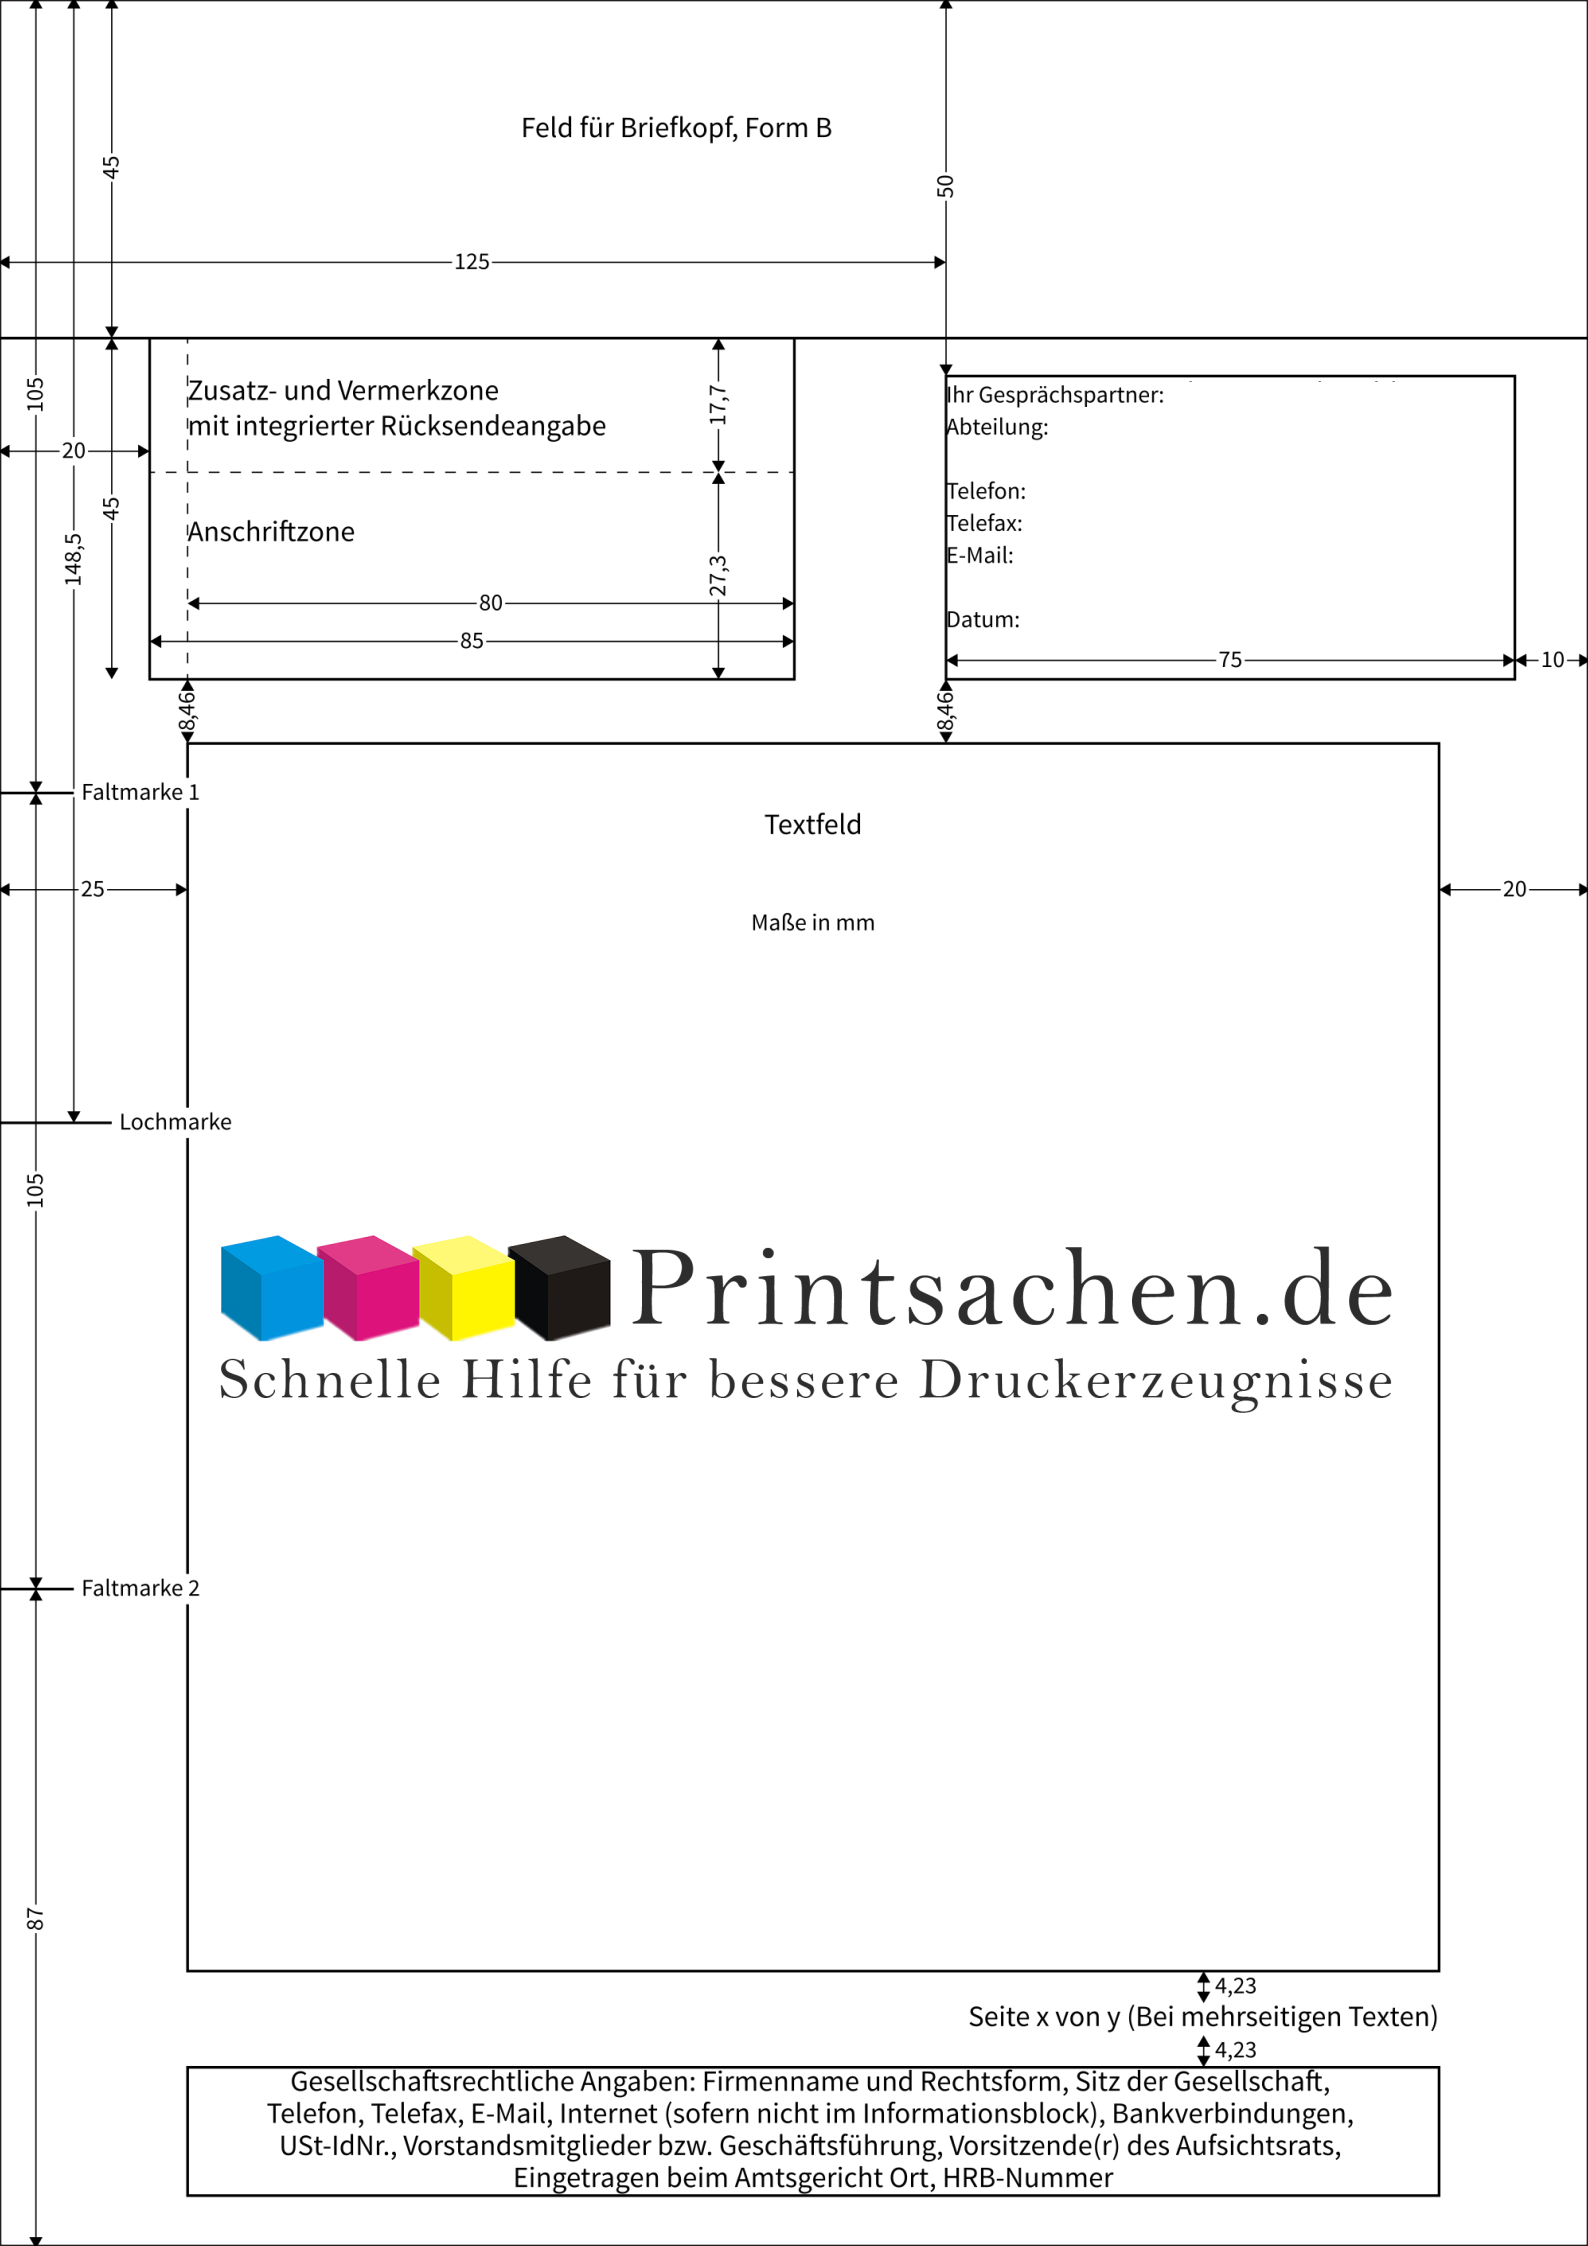 Feld für Briefkopf, Form B
45
50
125
Zusatz- und Vermerkzone
mit integrierter Rücksendeangabe
17,7
105
20
45
148,5
Anschriftzone
27,3
80
85
Ihr Gesprächspartner:
Abteilung:
Telefon:
Telefax:
E-Mail:
Datum:
75
10
8,46
8,46
Faltmarke 1
Textfeld
25
20
Maße in mm
Lochmarke
105
Printsachen.de
Schnelle Hilfe für bessere Druckerzeugnisse
Faltmarke 2
87
4,23
Seite x von y (Bei mehrseitigen Texten)
4,23
Gesellschaftsrechtliche Angaben: Firmenname und Rechtsform, Sitz der Gesellschaft,
Telefon, Telefax, E-Mail, Internet (sofern nicht im Informationsblock), Bankverbindungen,
USt-IdNr., Vorstandsmitglieder bzw. Geschäftsführung, Vorsitzende(r) des Aufsichtsrats,
Eingetragen beim Amtsgericht Ort, HRB-Nummer